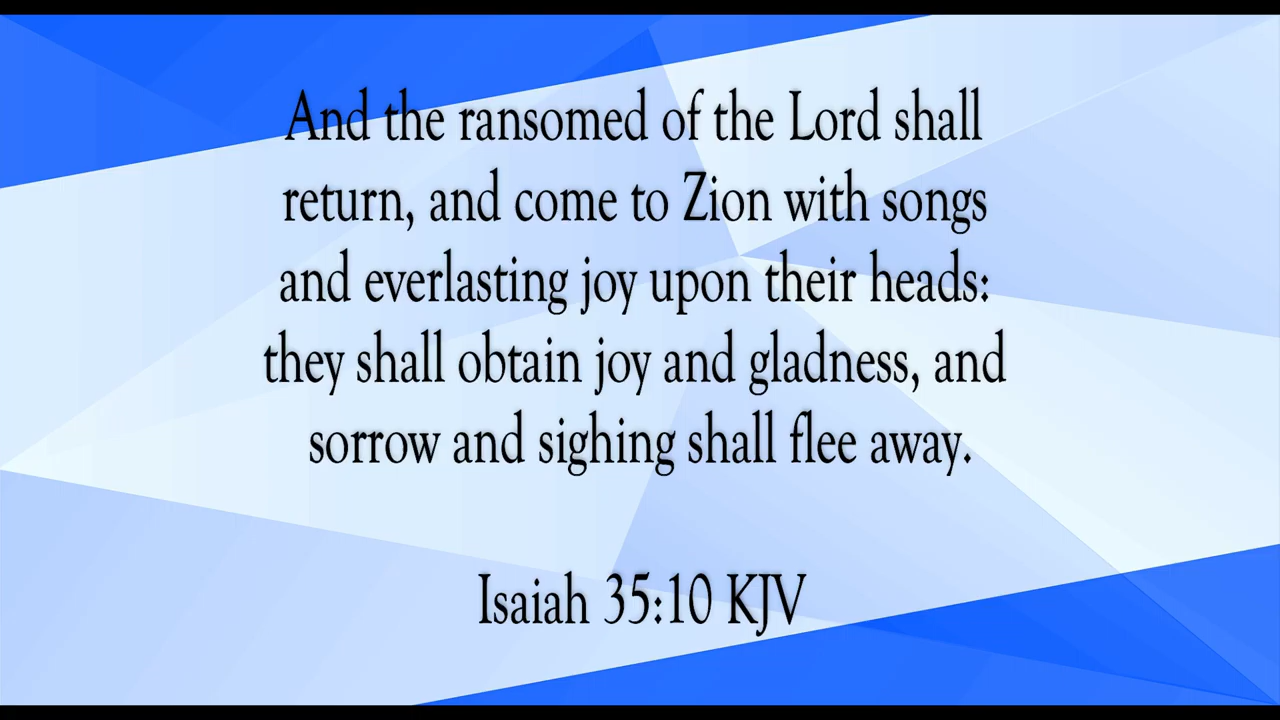 And the ransomed of the Lord shall
return, and come to Zion with songs
and everlasting joy upon their heads:
they shall obtain joy and gladness, and
sorrow and sighing shall flee away.
Isaiah 35:10 KJV